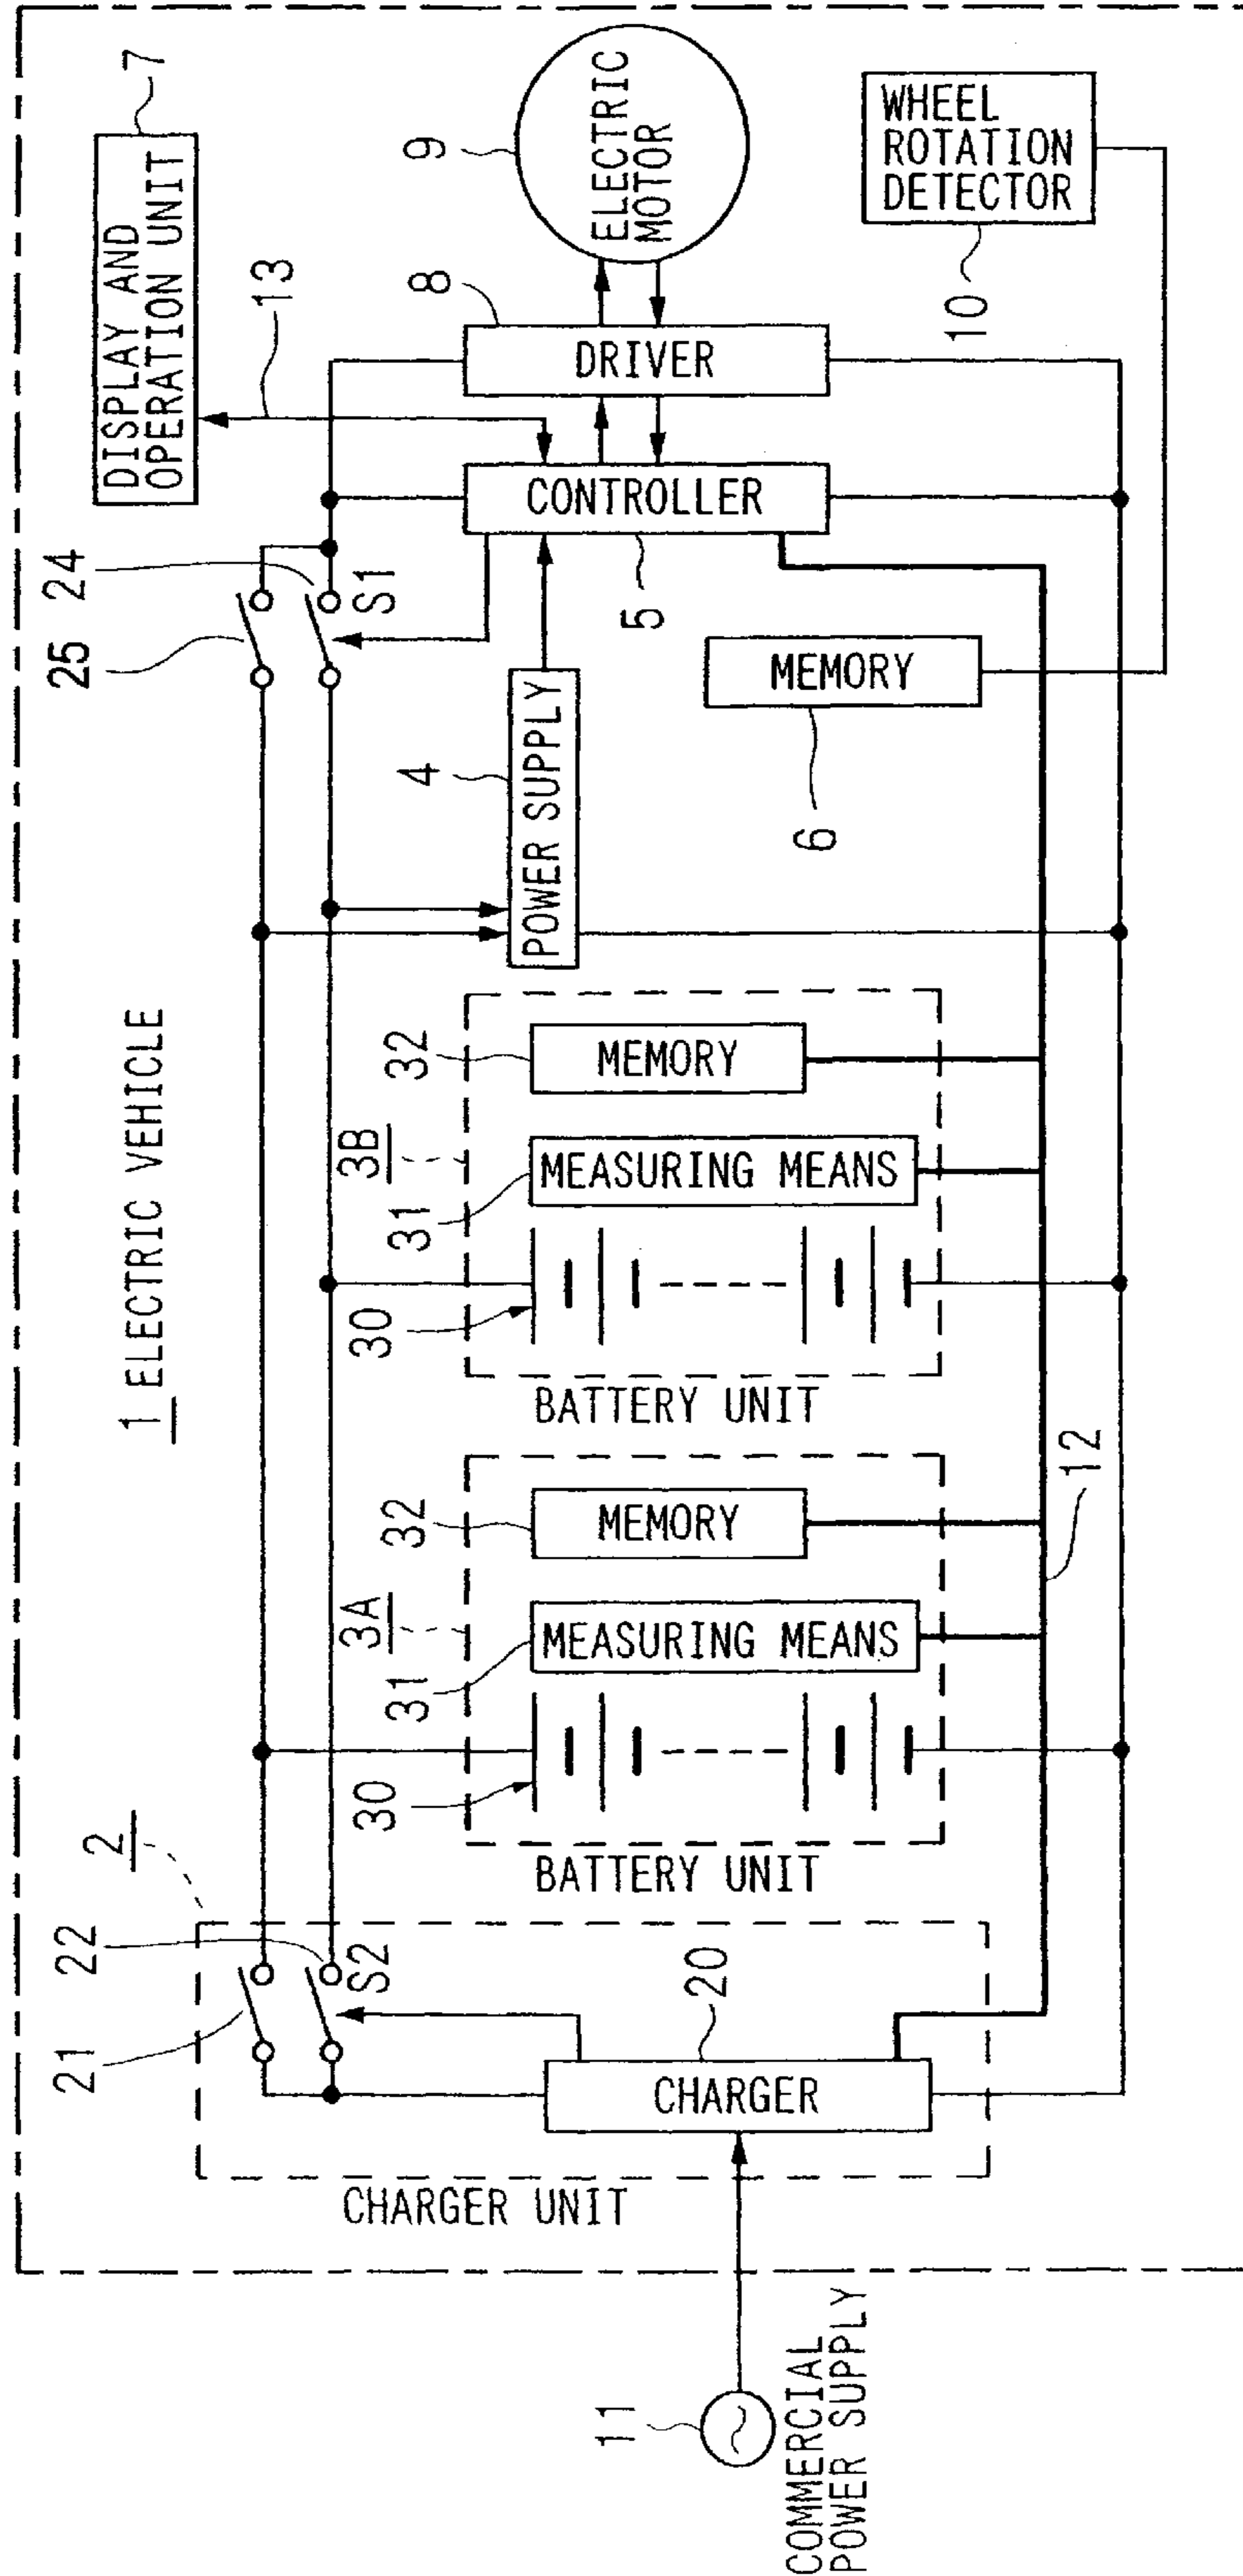 1 ELECTRIC VEHICLE
DISPLAY AND
OPERATION UNIT
7
13
25
24
S1
2
21
22
S2
20
CHARGER
CHARGER UNIT
11
COMMERCIAL
POWER SUPPLY
3A
30
31
32
MEASURING MEANS
MEMORY
BATTERY UNIT
3B
30
31
32
MEASURING MEANS
MEMORY
BATTERY UNIT
4
POWER SUPPLY
CONTROLLER
5
MEMORY
6
8
DRIVER
9
ELECTRIC
MOTOR
WHEEL
ROTATION
DETECTOR
10
12